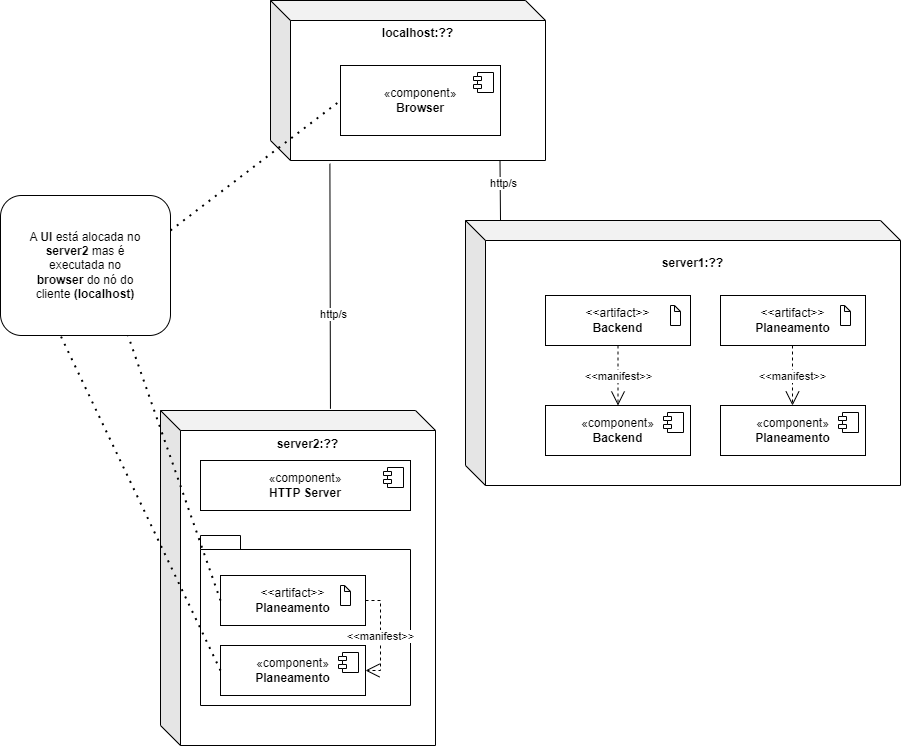 localhost:??
«component»
Browser
http/s
A UI está alocada no
server2 mas é
executada no
browser do nó do
cliente (localhost)
server1:??
<<artifact>>
Backend
<<artifact>>
Planeamento
http/s
<<manifest>>
<<manifest>>
«component»
Backend
«component»
Planeamento
server2:??
«component»
HTTP Server
<<artifact>>
Planeamento
<<manifest>>
«component»
Planeamento